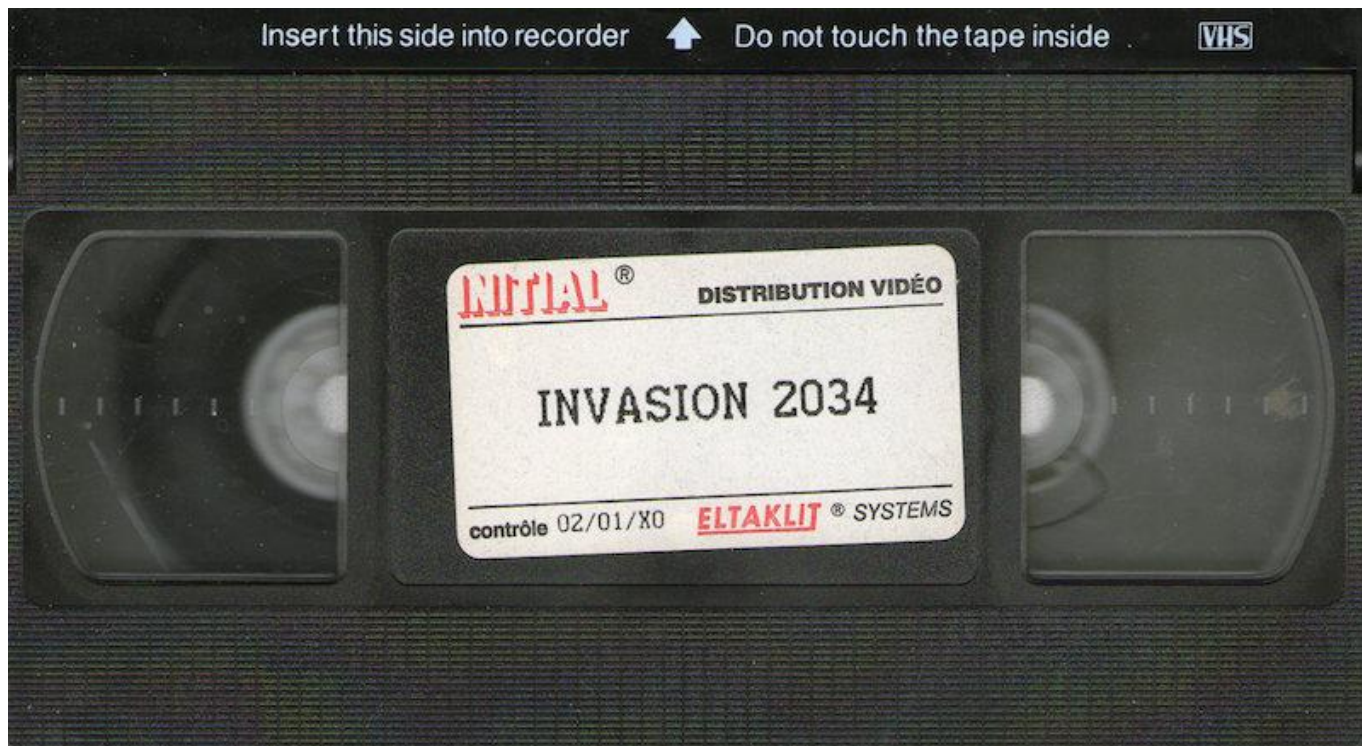 Insert this side into recorder Do not touch the tape inside VHS
INITIAL ® DISTRIBUTION VIDÉO
INVASION 2034
contrôle 02/01/X0 ELTAKLIT ® SYSTEMS